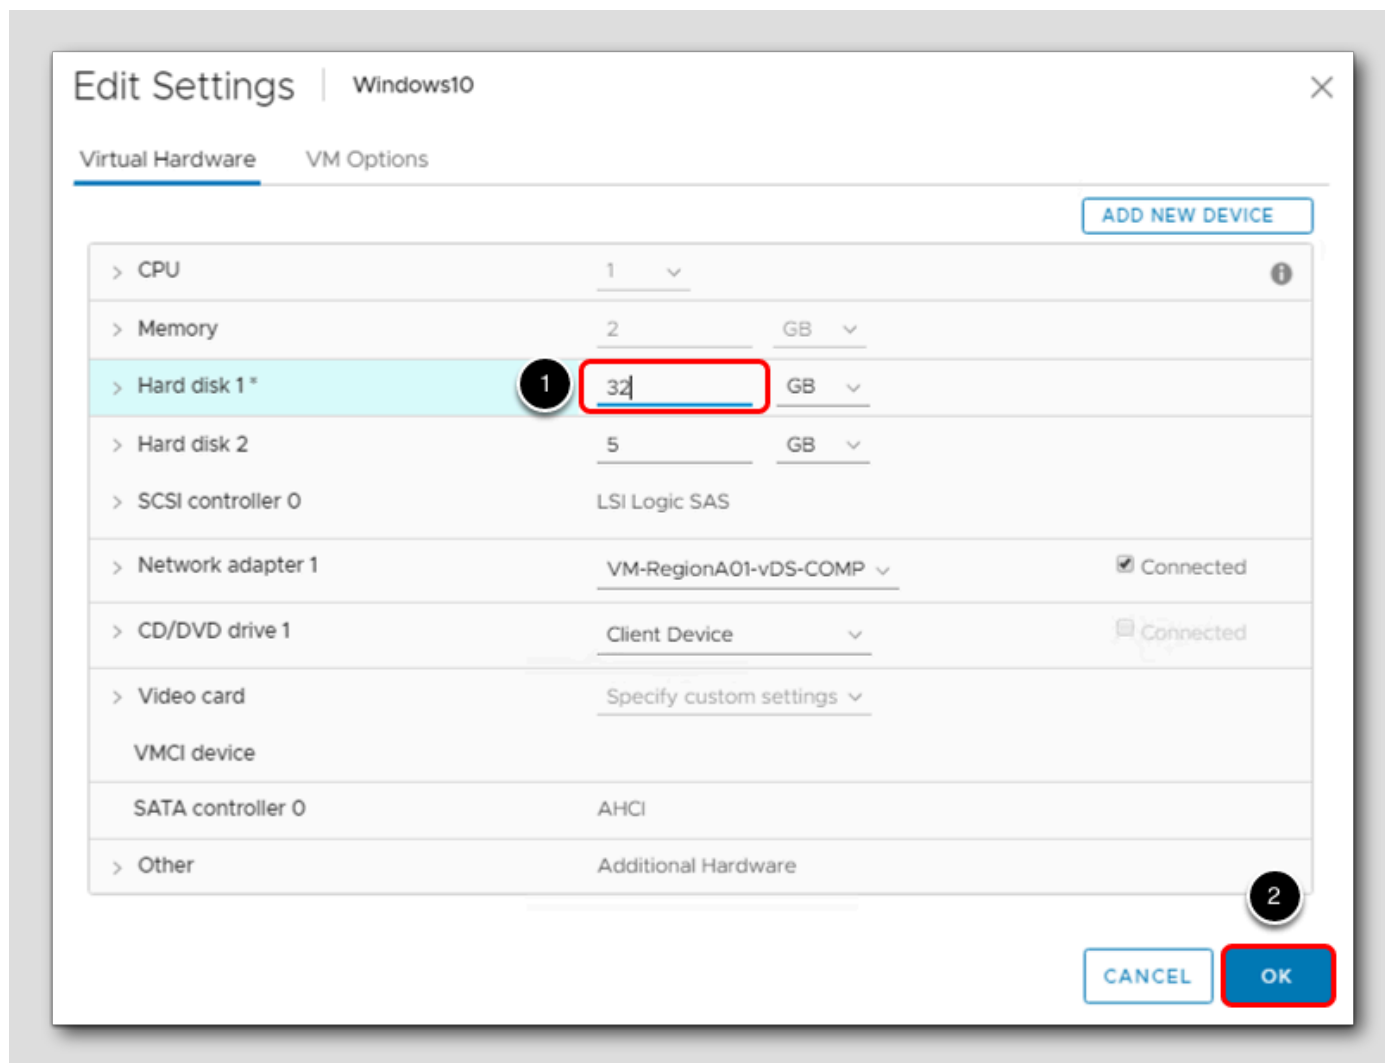 Edit Settings | Windows10
Virtual Hardware VM Options
ADD NEW DEVICE
CPU 1
Memory 2 GB
Hard disk 1 * 1 32 GB
Hard disk 2 5 GB
SCSI controller 0 LSI Logic SAS
Network adapter 1 VM-RegionA01-vDS-COMP Connected
CD/DVD drive 1 Client Device Connected
Video card Specify custom settings
VMCI device
SATA controller 0 AHCI
Other Additional Hardware
2
CANCEL OK